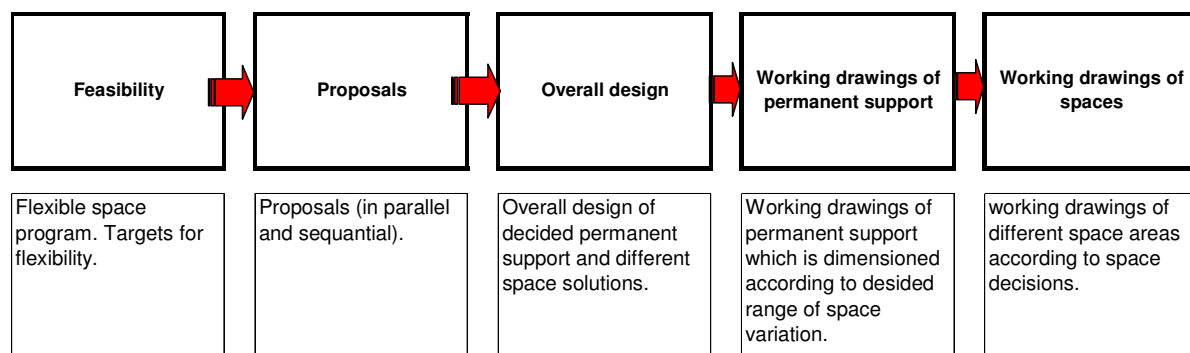 Feasibility
Proposals
Overall design
Working drawings of
permanent support
Working drawings of
spaces
Flexible space
program. Targets for
flexibility.
Proposals (in parallel
and sequantial).
Overall design of
decided permanent
support and different
space solutions.
Working drawings of
permanent support
which is dimensioned
according to desided
range of space
variation.
working drawings of
different space areas
according to space
decisions.